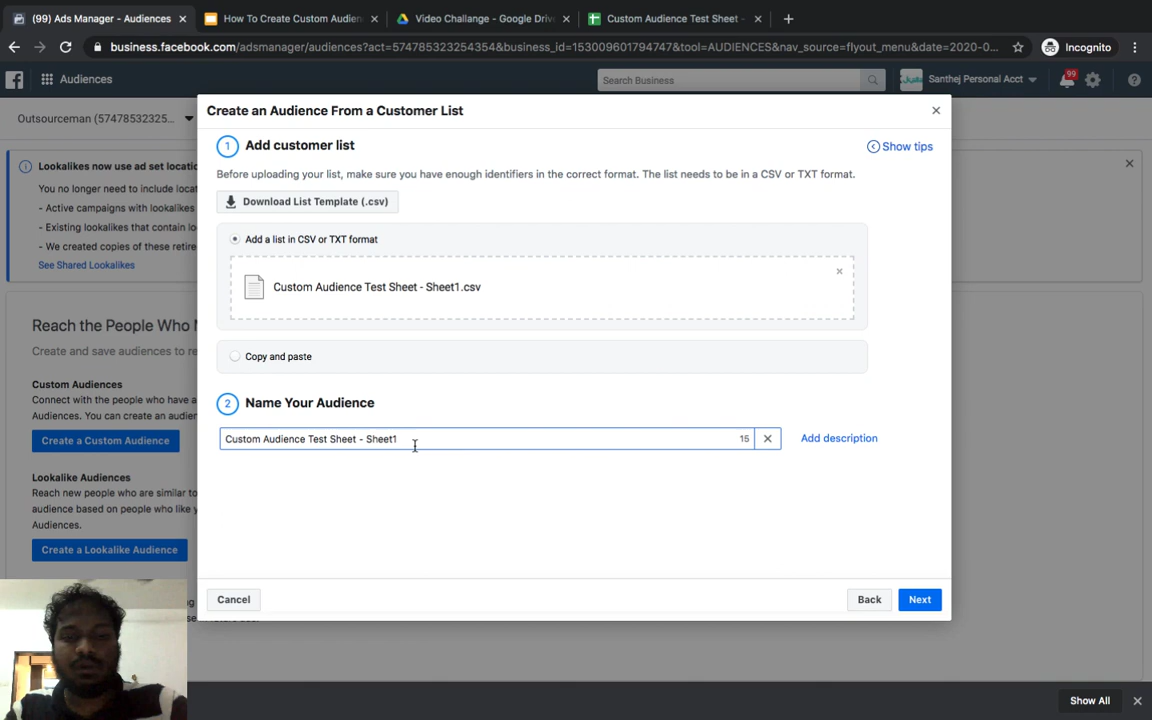 (99) Ads Manager - Audiences
How To Create Custom Audien
Video Challange - Google Driv
Custom Audience Test Sheet -
business.facebook.com/adsmanager/audiences?act=574785323254354&business_id=153009601794747&tool=AUDIENCES&nav_source=flyout_menu&date=2020-0...
Incognito
Audiences
Search Business
Santhej Personal Acct
99
Outsourceman (57478532325...
Lookalikes now use ad set locatio
You no longer need to include locat
- Active campaigns with lookalikes
- Existing lookalikes that contain lo
- We created copies of these retire
See Shared Lookalikes
Reach the People Who M
Create and save audiences to re
Custom Audiences
Connect with the people who have a
Audiences. You can create an audien
Create a Custom Audience
Lookalike Audiences
Reach new people who are similar to
audience based on people who like y
Audiences.
Create a Lookalike Audience
Create an Audience From a Customer List
1 Add customer list
Show tips
Before uploading your list, make sure you have enough identifiers in the correct format. The list needs to be in a CSV or TXT format.
Download List Template (.csv)
Add a list in CSV or TXT format
Custom Audience Test Sheet - Sheet1.csv
Copy and paste
2 Name Your Audience
Custom Audience Test Sheet - Sheet1
15
Add description
Cancel
Back
Next
Show All